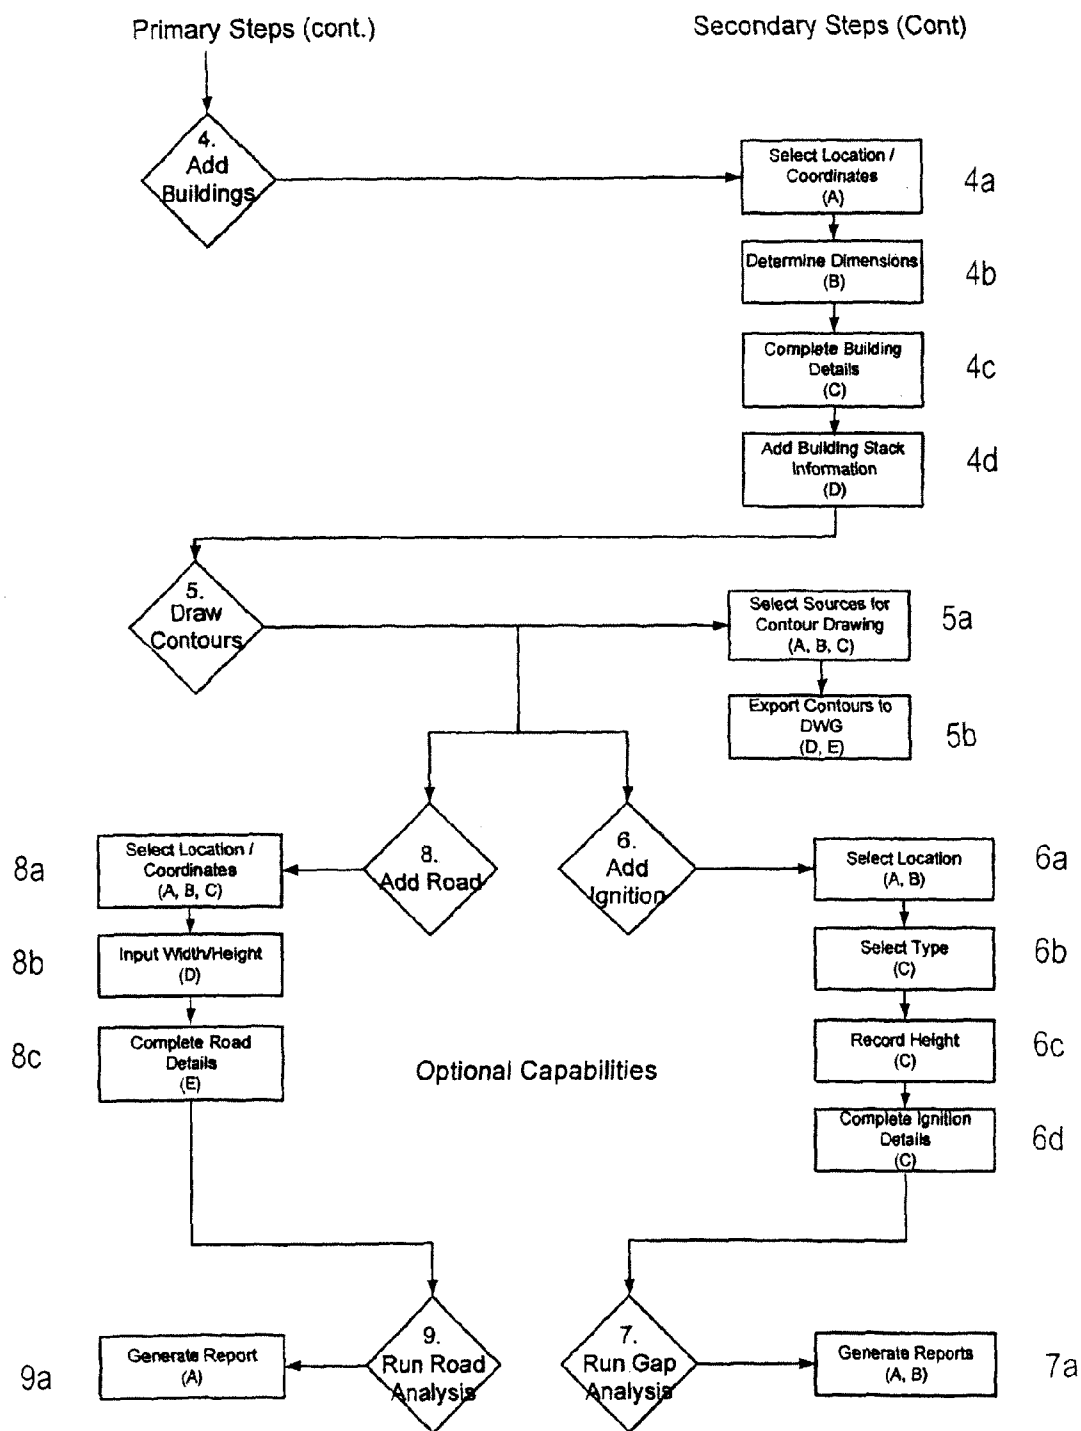 Primary Steps (cont.)
Secondary Steps (Cont)
4.
Add
Buildings
Select Location /
Coordinates
(A)
4a
Determine Dimensions
(B)
4b
Complete Building
Details
(C)
4c
Add Building Stack
Information
(D)
4d
5.
Draw
Contours
Select Sources for
Contour Drawing
(A, B, C)
5a
Export Contours to
DWG
(D, E)
5b
8.
Add Road
8a
Select Location /
Coordinates
(A, B, C)
8b
Input Width/Height
(D)
8c
Complete Road
Details
(E)
6.
Add
Ignition
Select Location
(A, B)
6a
Select Type
(C)
6b
Record Height
(C)
6c
Complete Ignition
Details
(C)
6d
Optional Capabilities
9.
Run Road
Analysis
9a
Generate Report
(A)
7.
Run Gap
Analysis
Generate Reports
(A, B)
7a